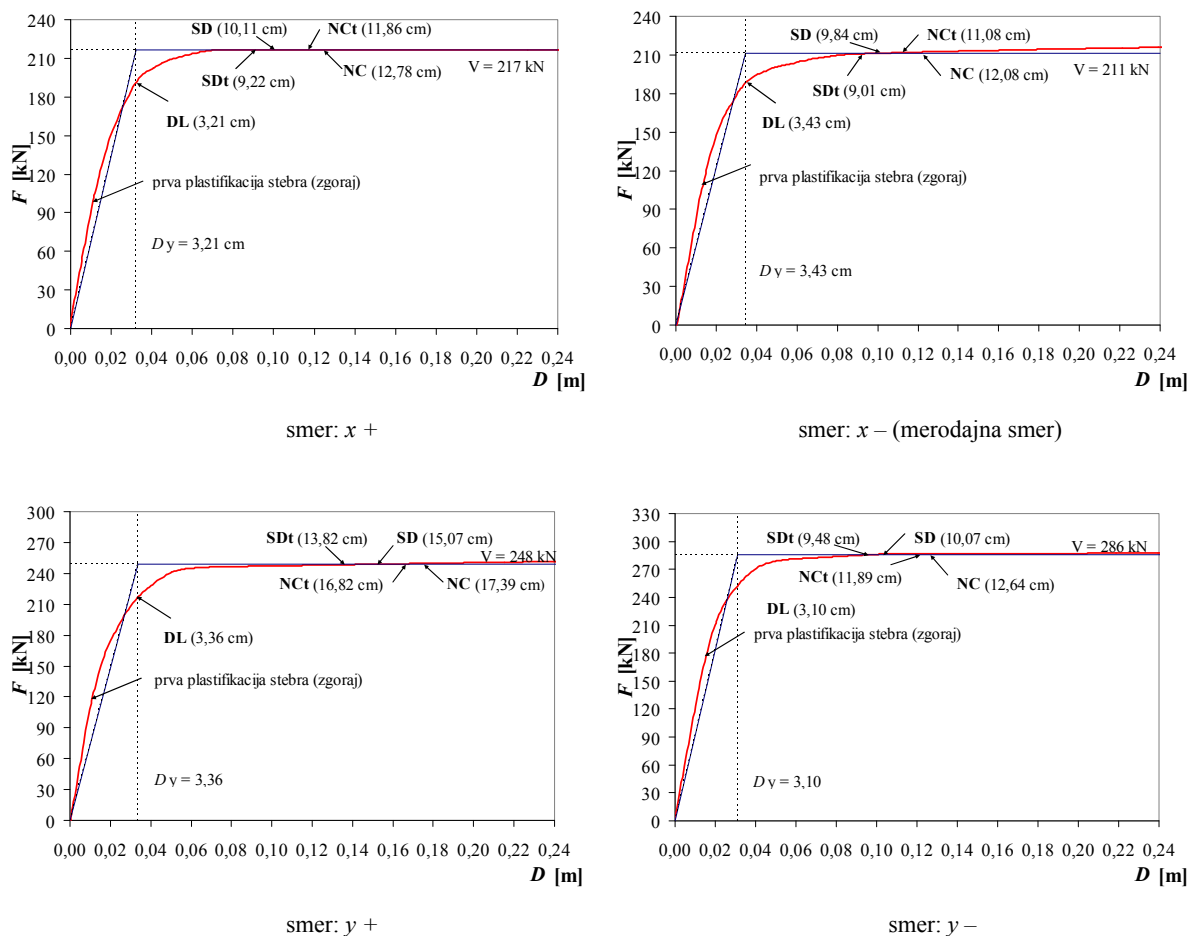 240
210
180
150
120
90
60
30
0
F [kN]
SD (10,11 cm)
NCt (11,86 cm)
SDt
(9,22 cm)
NC (12,78 cm)
V = 217 kN
DL (3,21 cm)
prva plastifikacija stebra (zgoraj)
D y = 3,21 cm
0,00 0,02 0,04 0,06 0,08 0,10 0,12 0,14 0,16 0,18 0,20 0,22 0,24
D [m]
smer: x +
240
210
180
150
120
90
60
30
0
F [kN]
SD (9,84 cm)
NCt (11,08 cm)
SDt
(9,01 cm)
NC (12,08 cm)
V = 211 kN
DL (3,43 cm)
prva plastifikacija stebra (zgoraj)
D y = 3,43 cm
0,00 0,02 0,04 0,06 0,08 0,10 0,12 0,14 0,16 0,18 0,20 0,22 0,24
D [m]
smer: x – (merodajna smer)
300
270
240
210
180
150
120
90
60
30
0
F [kN]
SDt (13,82 cm)
SD (15,07 cm)
V = 248 kN
NCt (16,82 cm)
NC (17,39 cm)
DL (3,36 cm)
prva plastifikacija stebra (zgoraj)
D y = 3,36
0,00 0,02 0,04 0,06 0,08 0,10 0,12 0,14 0,16 0,18 0,20 0,22 0,24
D [m]
smer: y +
330
300
270
240
210
180
150
120
90
60
30
0
F [kN]
SDt (9,48 cm)
SD (10,07 cm)
V = 286 kN
NCt (11,89 cm)
NC (12,64 cm)
DL (3,10 cm)
prva plastifikacija stebra (zgoraj)
D y = 3,10
0,00 0,02 0,04 0,06 0,08 0,10 0,12 0,14 0,16 0,18 0,20 0,22 0,24
D [m]
smer: y –